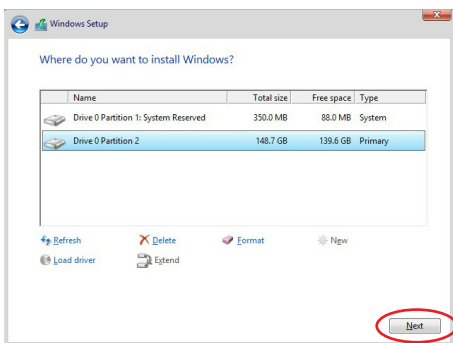 Windows Setup
Where do you want to install Windows?
Name Total size Free space Type
Drive 0 Partition 1: System Reserved 350.0 MB 88.0 MB System
Drive 0 Partition 2 148.7 GB 139.6 GB Primary
Refresh Delete Format New
Load driver Extend
Next